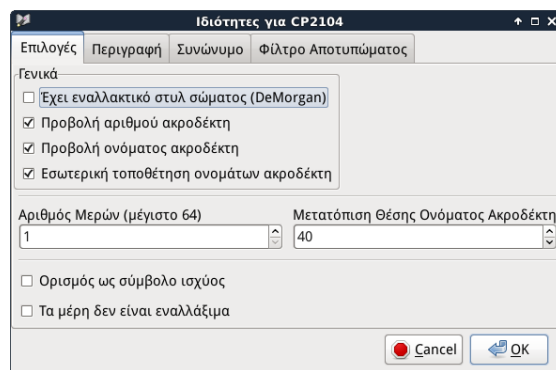 Ιδιότητες για CP2104
Επιλογές Περιγραφή Συνώνυμο Φίλτρο Αποτυπώματος
Γενικά
Έχει εναλλακτικό στυλ σώματος (DeMorgan)
Προβολή αριθμού ακροδέκτη
Προβολή ονόματος ακροδέκτη
Εσωτερική τοποθέτηση ονομάτων ακροδέκτη
Αριθμός Μερών (μέγιστο 64) Μετατόπιση Θέσης Ονόματος Ακροδέκτη
1 40
Ορισμός ως σύμβολο ισχύος
Τα μέρη δεν είναι εναλλάξιμα
Cancel OK